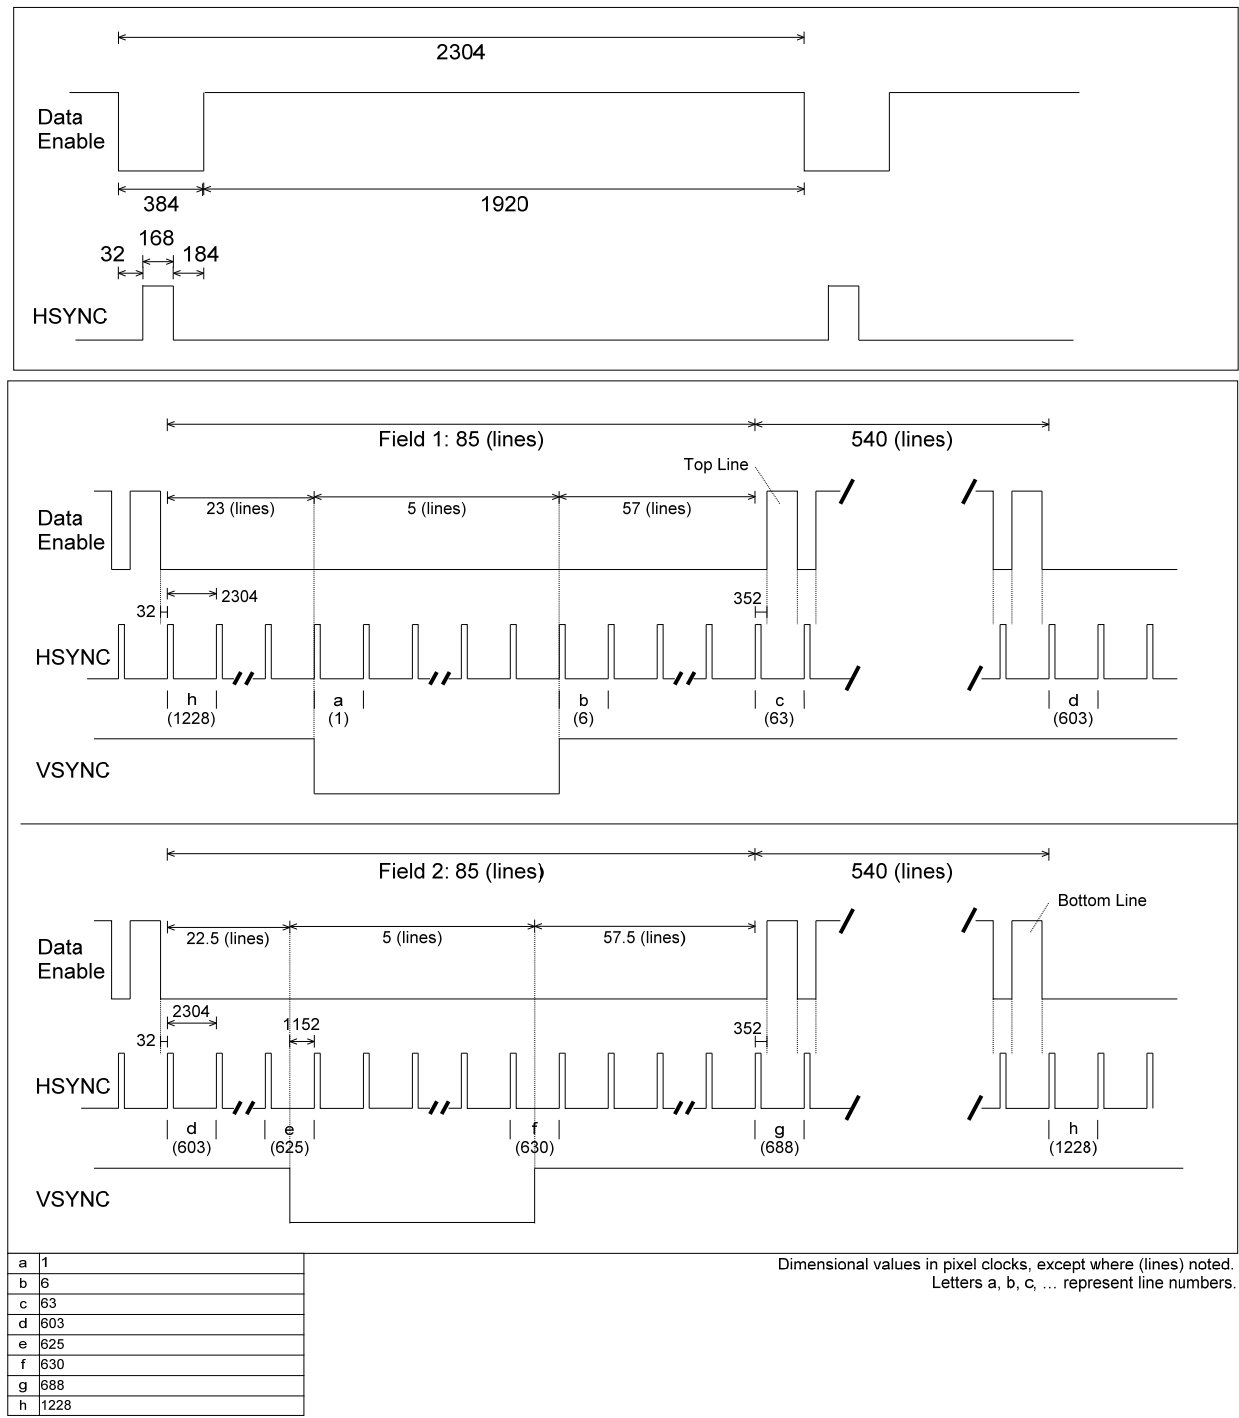 2304
Data
Enable
384
1920
168
32
184
HSYNC
Field 1: 85 (lines)
540 (lines)
Top Line
23 (lines)
5 (lines)
57 (lines)
Data
Enable
2304
32
352
HSYNC
h
(1228)
a
(1)
b
(6)
c
(63)
d
(603)
VSYNC
Field 2: 85 (lines)
540 (lines)
Bottom Line
22.5 (lines)
5 (lines)
57.5 (lines)
Data
Enable
2304
1152
32
352
HSYNC
d
(603)
e
(625)
f
(630)
g
(688)
h
(1228)
VSYNC
Dimensional values in pixel clocks, except where (lines) noted.
Letters a, b, c, … represent line numbers.
a 1
b 6
c 63
d 603
e 625
f 630
g 688
h 1228